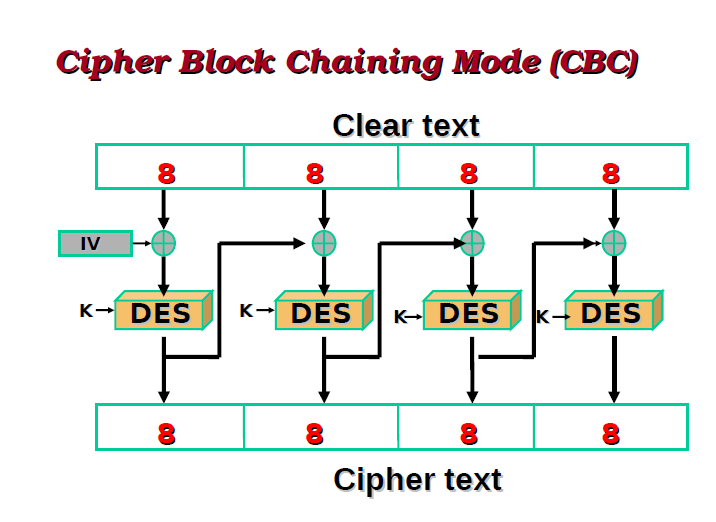 Cipher Block Chaining Mode (CBC)
Clear text
8 8 8 8
IV
K DES K DES K DES K DES
8 8 8 8
Cipher text